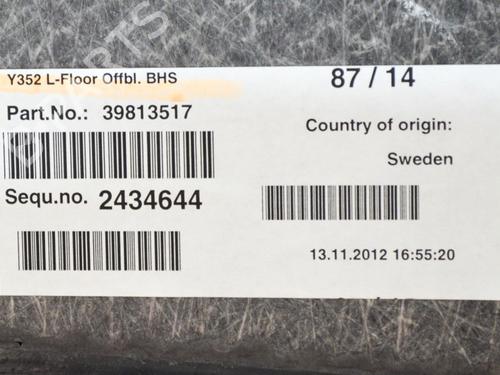 Y352 L-Floor Offbl. BHS
87 / 14
Part.No.: 39813517
Country of origin:
Sweden
Sequ.no. 2434644
13.11.2012 16:55:20